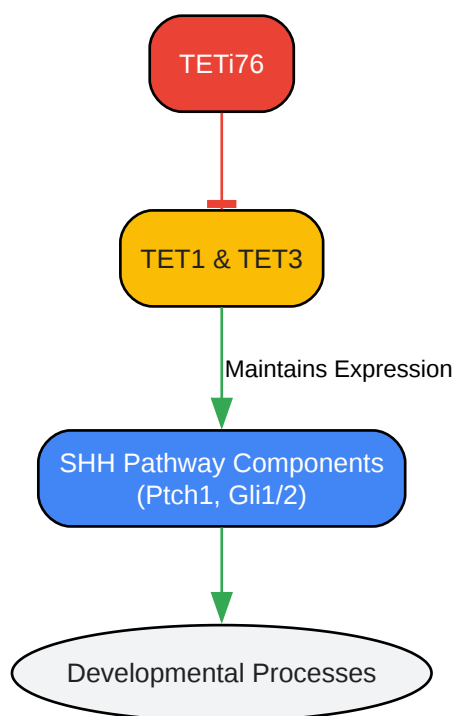 TETi76
TET1 & TET3
Maintains Expression
SHH Pathway Components
(Ptch1, Gli1/2)
Developmental Processes